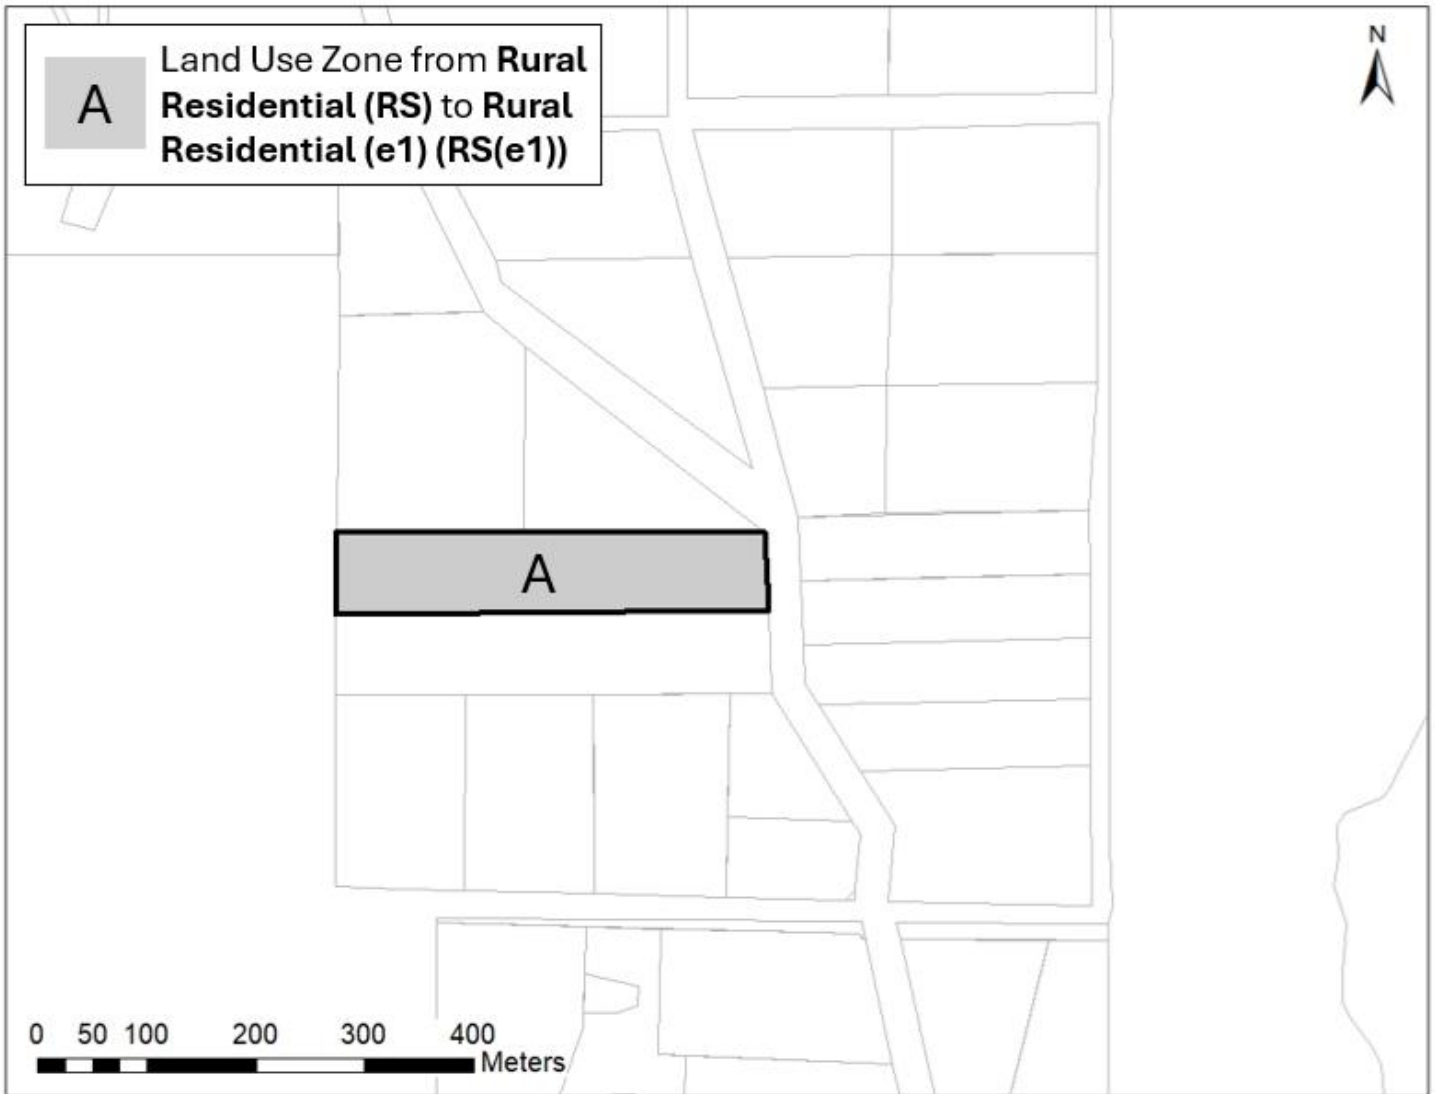 A
Land Use Zone from Rural
Residential (RS) to Rural
Residential (e1) (RS(e1))
N
A
0 50 100 200 300 400
Meters